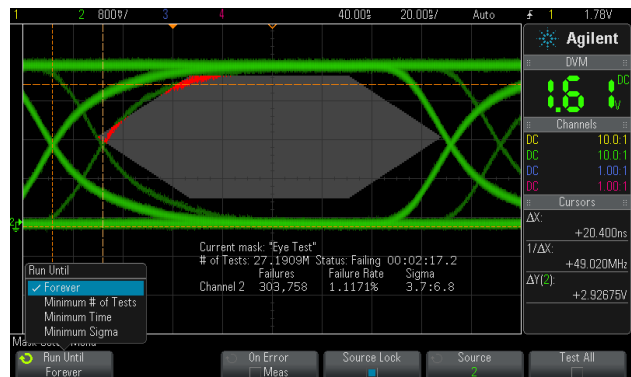 1 2 800▽/ 3 4 40.00s 20.00s/ Auto 1 1.78V
Agilent
DVM
1.61 V DC
Channels
DC 10.0:1
DC 10.0:1
DC 1.00:1
DC 1.00:1
Cursors
ΔX:
+20.400ns
1/ΔX:
+49.020MHz
ΔY(2):
+2.92675V
Current mask: "Eye Test"
# of Tests: 27.1909M Status: Failing 00:02:17.2
Failures Failure Rate Sigma
Channel 2 303,758 1.1171% 3.7:6.8
Run Until
Forever
Minimum # of Tests
Minimum Time
Minimum Sigma
Menu
Run Until
Forever
On Error
Meas
Source Lock
Source
2
Test All